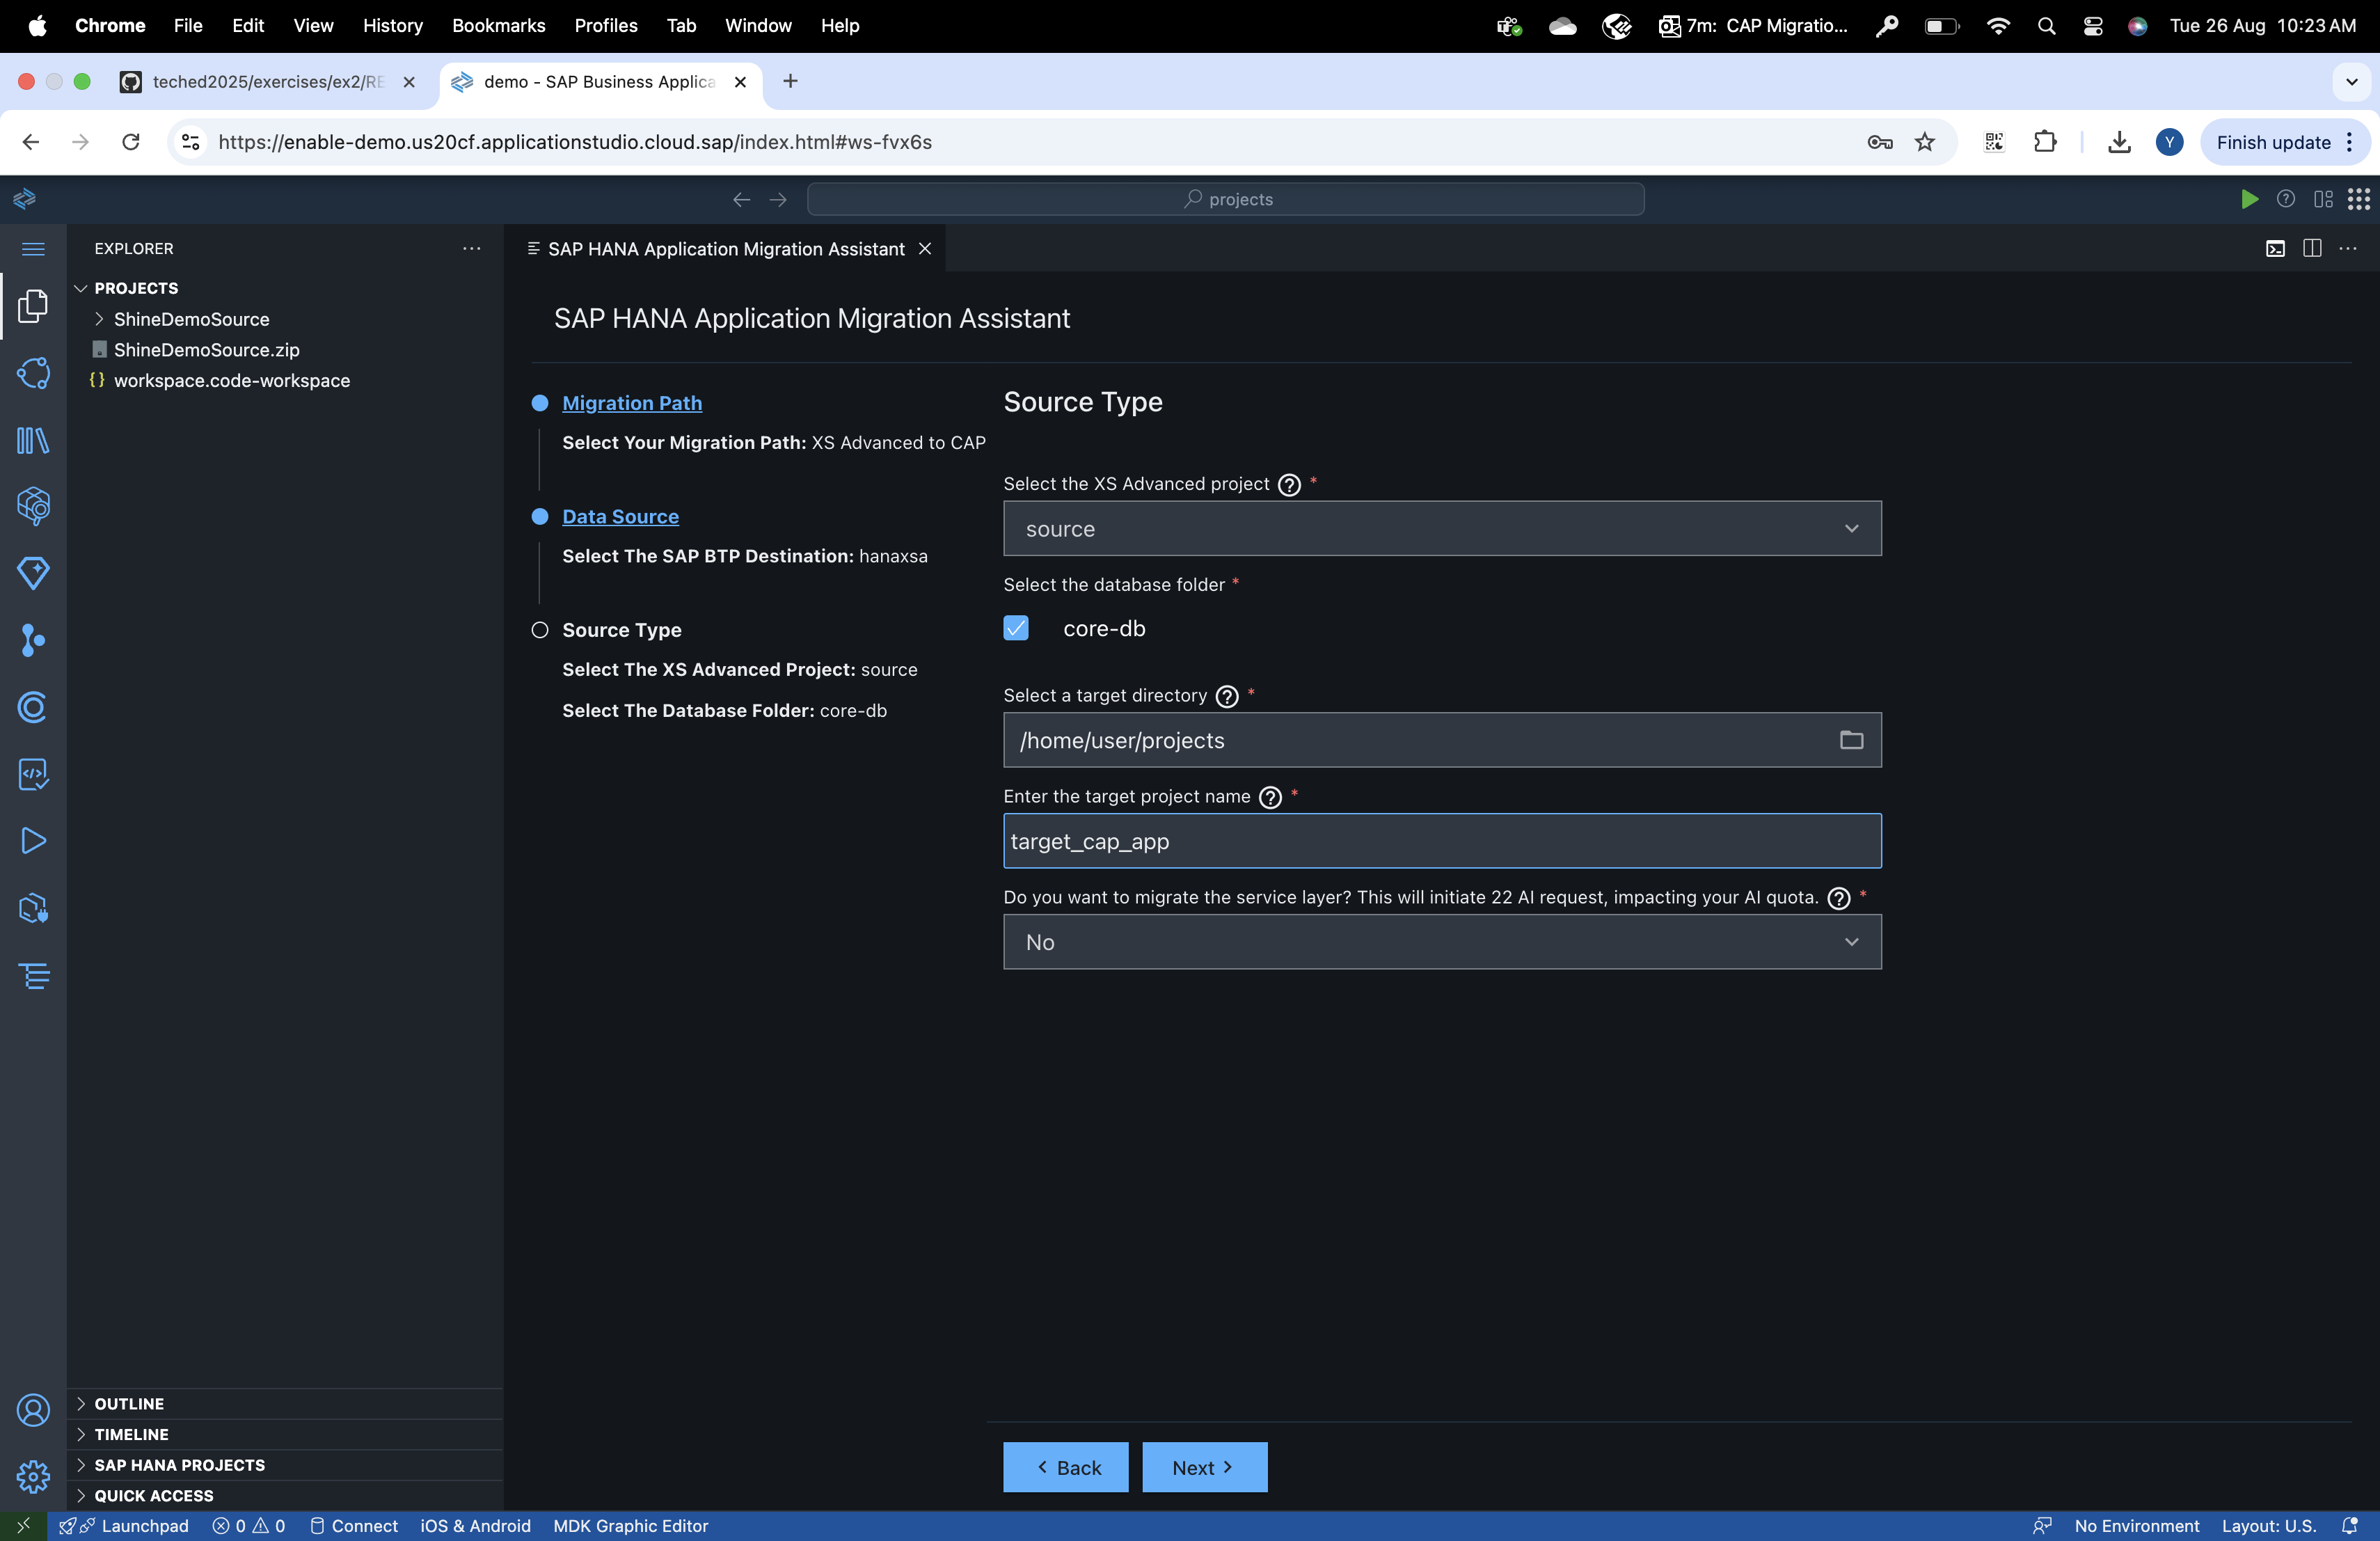 Chrome File Edit View History Bookmarks Profiles Tab Window Help 7m: CAP Migratio... Tue 26 Aug 10:23 AM
teched2025/exercises/ex2/RE demo - SAP Business Applica
https://enable-demo.us20cf.applicationstudio.cloud.sap/index.html#ws-fvx6s Y Finish update
projects
EXPLORER
SAP HANA Application Migration Assistant
PROJECTS
ShineDemoSource
ShineDemoSource.zip
workspace.code-workspace
SAP HANA Application Migration Assistant
Migration Path
Select Your Migration Path: XS Advanced to CAP
Data Source
Select The SAP BTP Destination: hanaxsa
Source Type
Select The XS Advanced Project: source
Select The Database Folder: core-db
Source Type
Select the XS Advanced project *
source
Select the database folder *
core-db
Select a target directory *
/home/user/projects
Enter the target project name *
target_cap_app
Do you want to migrate the service layer? This will initiate 22 AI request, impacting your AI quota. *
No
Back Next
OUTLINE
TIMELINE
SAP HANA PROJECTS
QUICK ACCESS
Launchpad 0 0 Connect iOS & Android MDK Graphic Editor No Environment Layout: U.S.